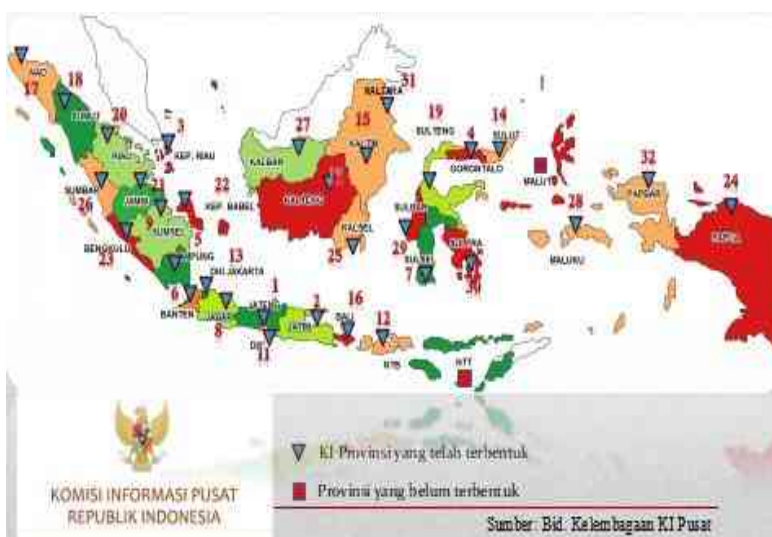 31
NAD
18
17
SUMUT
15
20
3
27
19
4
14
KALTARA
SULTENG
SULUT
KALTIM
RIAU
KEP. RIAU
KALBAR
GORONTALO
MALUT
32
SUMBAR
PAPBAR
24
JAMBI
21
22
KALTENG
26
KEP. BABEL
SULBAR
28
9
SUMSEL
5
PAPUA
BENGKULU
23
KALSEL
25
29
SULTRA
MALUKU
13
SULSEL
7
30
DKI JAKARTA
6
1
BANTEN
JATENG
2
16
JABAR
JATIM
BALI
12
8
11
NTB
NTT
KOMISI INFORMASI PUSAT
REPUBLIK INDONESIA
KI Provinsi yang telah terbentuk
Provinsi yang belum terbentuk
Sumber: Bid. Kelembagaan KI Pusat